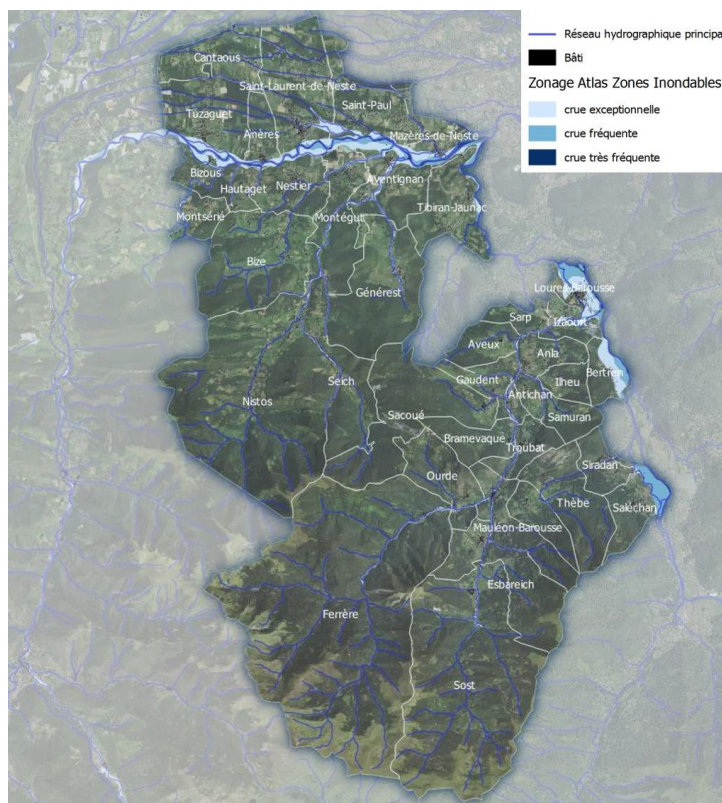 Réseau hydrographique principa
Bâti
Zonage Atlas Zones Inondables
crue exceptionnelle
crue fréquente
crue très fréquente
Cantaous
Saint-Laurent-de-Neste
Saint-Paul
Tuzaguet
Anères
Mazères-de-Neste
Bizous
Hautaget
Nestier
Aventignan
Montsérié
Montégut
Tibiran-Jaunac
Bize
Générest
Loures-Barousse
Sarp
Izaourt
Aveux
Anla
Bertren
Gaudent
Ilheu
Seich
Antichan
Nistos
Sacoué
Samuran
Bramevaque
Troubat
Ourde
Siradan
Thèbe
Saléchan
Mauléon-Barousse
Esbareich
Ferrère
Sost